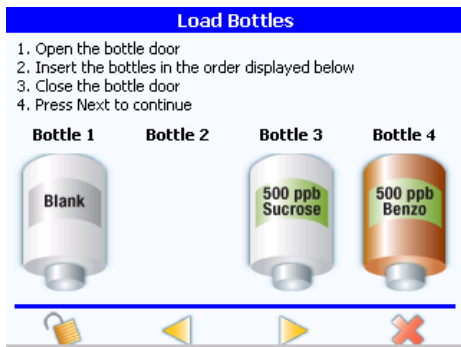 Load Bottles
1. Open the bottle door
2. Insert the bottles in the order displayed below
3. Close the bottle door
4. Press Next to continue
Bottle 1 Bottle 2 Bottle 3 Bottle 4
Blank
500 ppb
Sucrose
500 ppb
Benzo